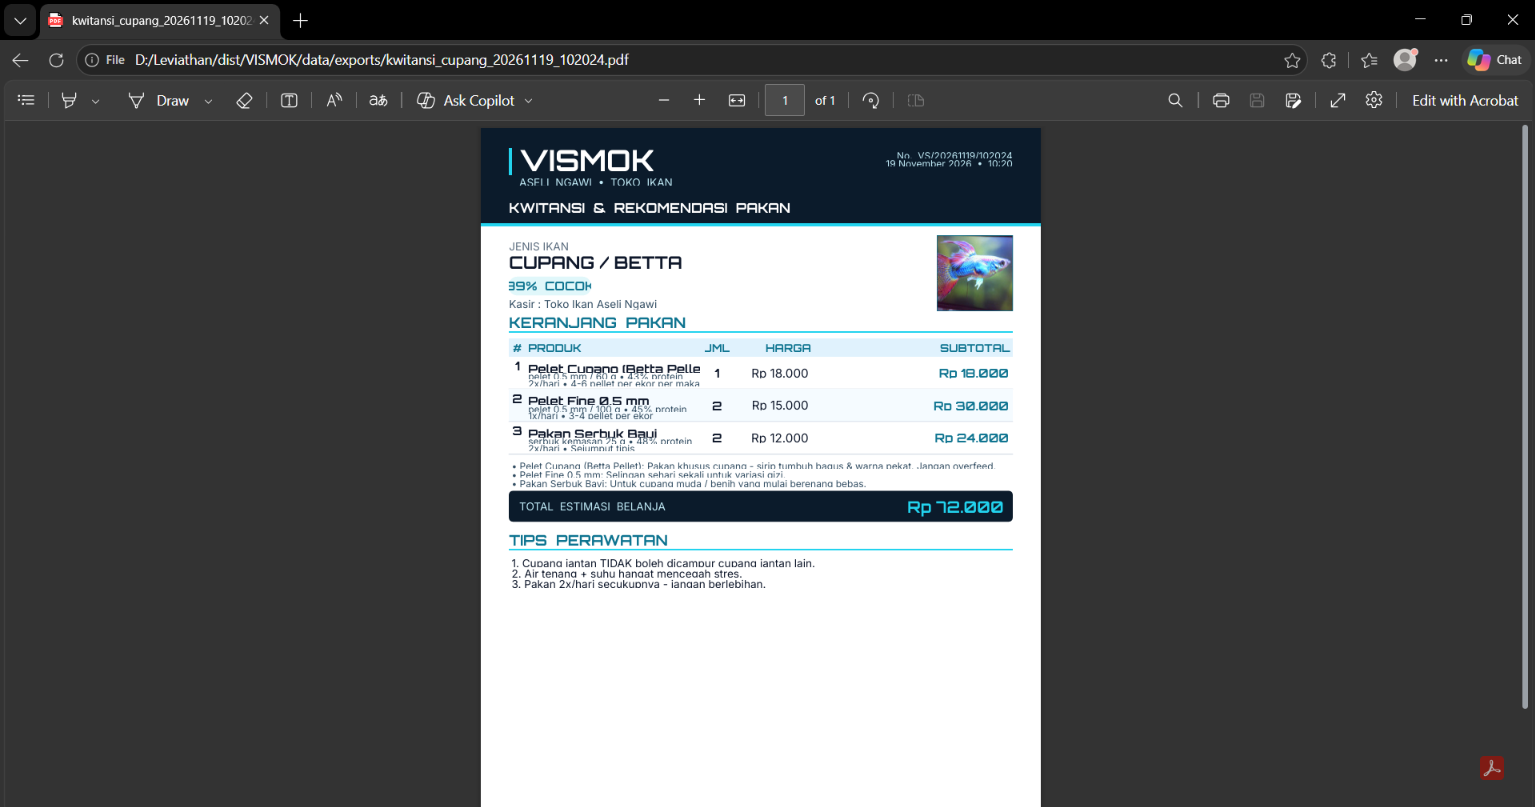 kwitansi_cupang_20261119_10202
File D:/Leviathan/dist/VISMOK/data/exports/kwitansi_cupang_20261119_102024.pdf
Chat
Draw
Ask Copilot
1 of 1
Edit with Acrobat
VISMOK
No. VS/20261119/102024
19 November 2026 • 10:20
ASELI NGAWI • TOKO IKAN
KWITANSI & REKOMENDASI PAKAN
JENIS IKAN
CUPANG / BETTA
89% COCOK
Kasir : Toko Ikan Aseli Ngawi
KERANJANG PAKAN
# PRODUK JML HARGA SUBTOTAL
1 Pelet Cupang (Betta Pelle 1 Rp 18.000 Rp 18.000
pelet 0.5 mm / 60 g • 43% protein
2x/hari • 4-6 pellet per ekor per maka
2 Pelet Fine 0.5 mm 2 Rp 15.000 Rp 30.000
pelet 0.5 mm / 100 g • 45% protein
1x/hari • 3-4 pellet per ekor
3 Pakan Serbuk Bayi 2 Rp 12.000 Rp 24.000
serbuk kemasan 25 g • 48% protein
2x/hari • Sejumput tipis
• Pelet Cupang (Betta Pellet): Pakan khusus cupang - sirip tumbuh bagus & warna pekat. Jangan overfeed.
• Pelet Fine 0.5 mm: Selingan sehari sekali untuk variasi gizi.
• Pakan Serbuk Bayi: Untuk cupang muda / benih yang mulai berenang bebas.
TOTAL ESTIMASI BELANJA Rp 72.000
TIPS PERAWATAN
1. Cupang jantan TIDAK boleh dicampur cupang jantan lain.
2. Air tenang + suhu hangat mencegah stres.
3. Pakan 2x/hari secukupnya - jangan berlebihan.